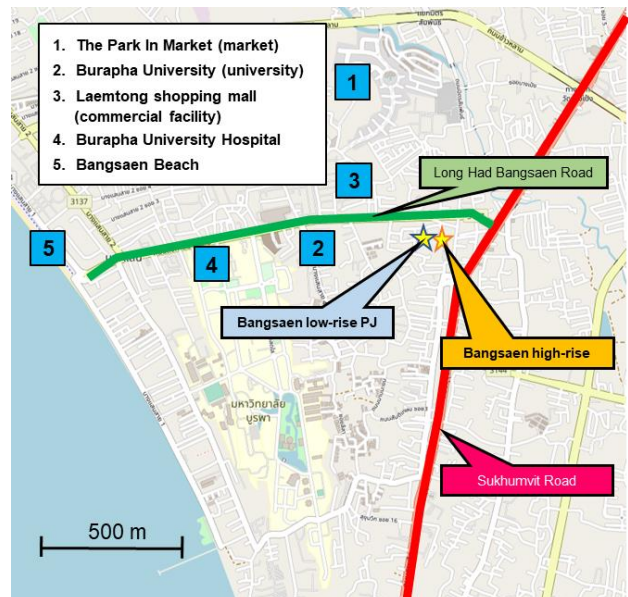 1. The Park In Market (market)
2. Burapha University (university)
3. Laemtong shopping mall
(commercial facility)
4. Burapha University Hospital
5. Bangsaen Beach
1
3
Long Had Bangsaen Road
3137
5
4
2
Bangsaen low-rise PJ
Bangsaen high-rise
3144
มหาวิทยาลัย
บูรพา
Sukhumvit Road
500 m